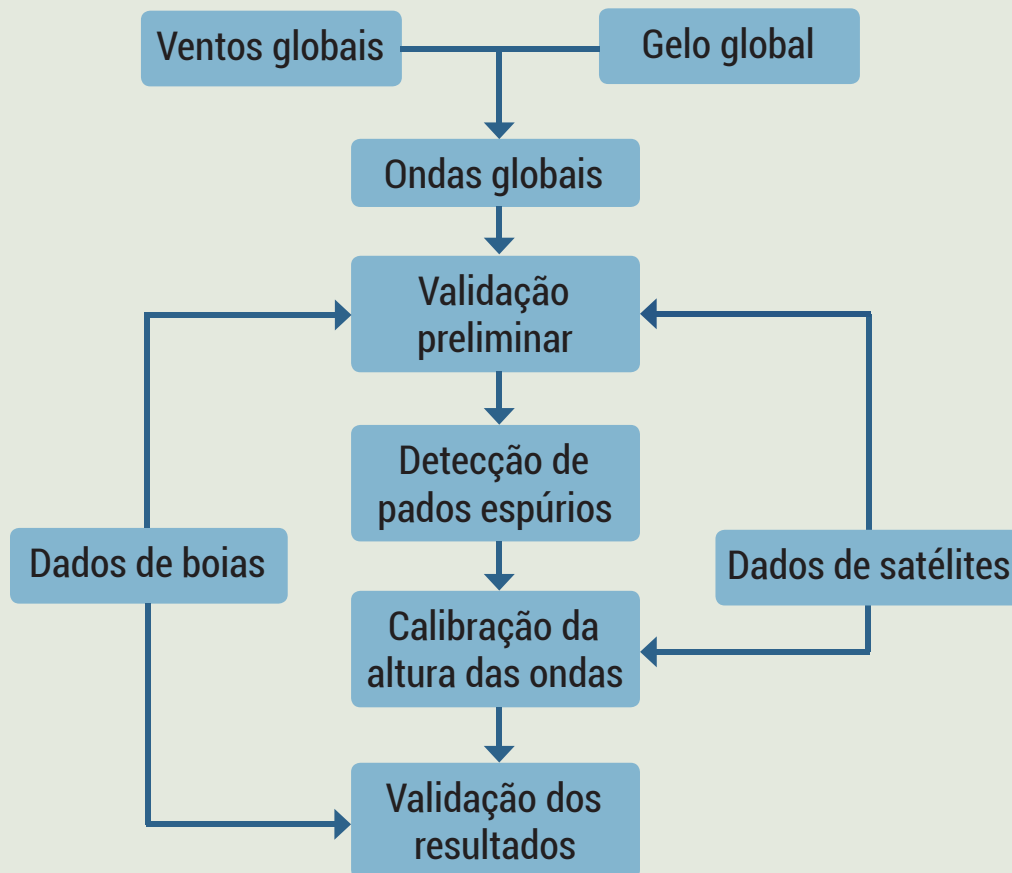 Ventos globais
Gelo global
Ondas globais
Validação
preliminar
Detecção de
pados espúrios
Dados de boias
Dados de satélites
Calibração da
altura das ondas
Validação dos
resultados